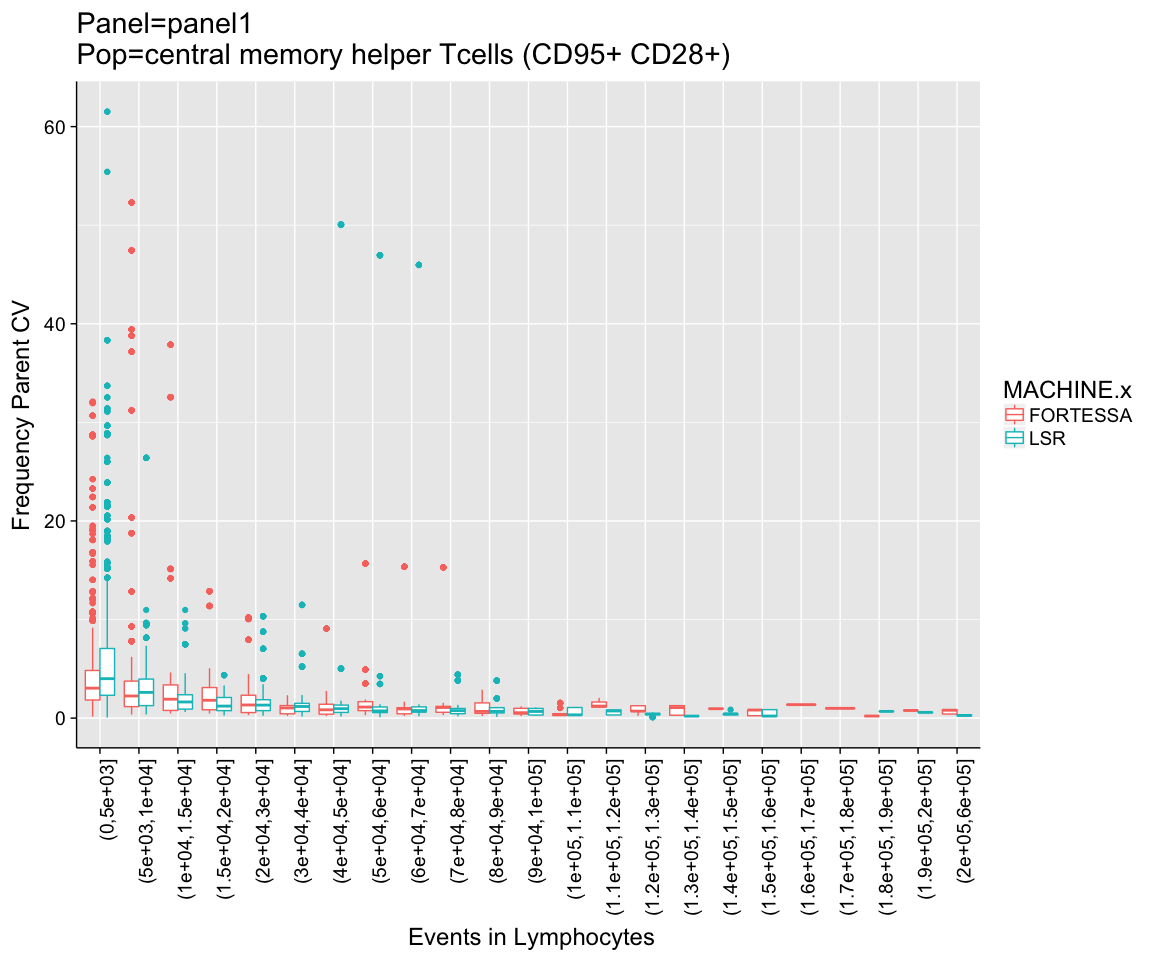 Panel=panel1
Pop=central memory helper Tcells (CD95+ CD28+)
Frequency Parent CV
60
40
20
0
(0,5e+03]
(5e+03,1e+04]
(1e+04,1.5e+04]
(1.5e+04,2e+04]
(2e+04,3e+04]
(3e+04,4e+04]
(4e+04,5e+04]
(5e+04,6e+04]
(6e+04,7e+04]
(7e+04,8e+04]
(8e+04,9e+04]
(9e+04,1e+05]
(1e+05,1.1e+05]
(1.1e+05,1.2e+05]
(1.2e+05,1.3e+05]
(1.3e+05,1.4e+05]
(1.4e+05,1.5e+05]
(1.5e+05,1.6e+05]
(1.6e+05,1.7e+05]
(1.7e+05,1.8e+05]
(1.8e+05,1.9e+05]
(1.9e+05,2e+05]
(2e+05,6e+05]
Events in Lymphocytes
MACHINE.x
FORTESSA
LSR